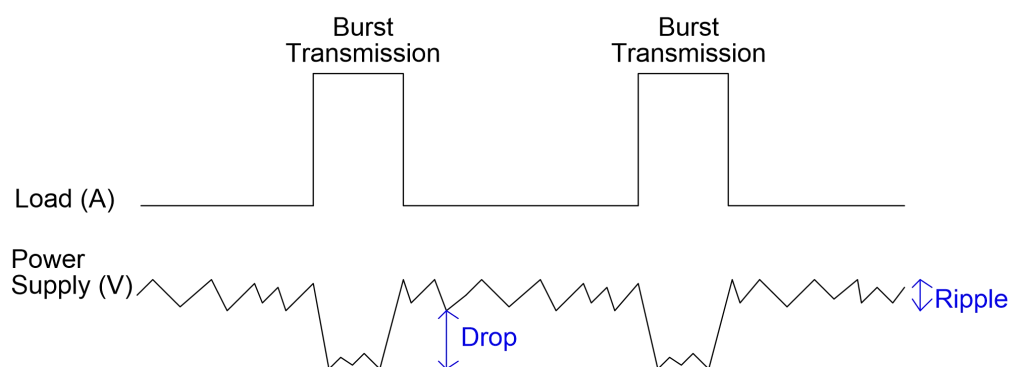 Burst
Transmission
Burst
Transmission
Load (A)
Power
Supply (V)
Drop
Ripple